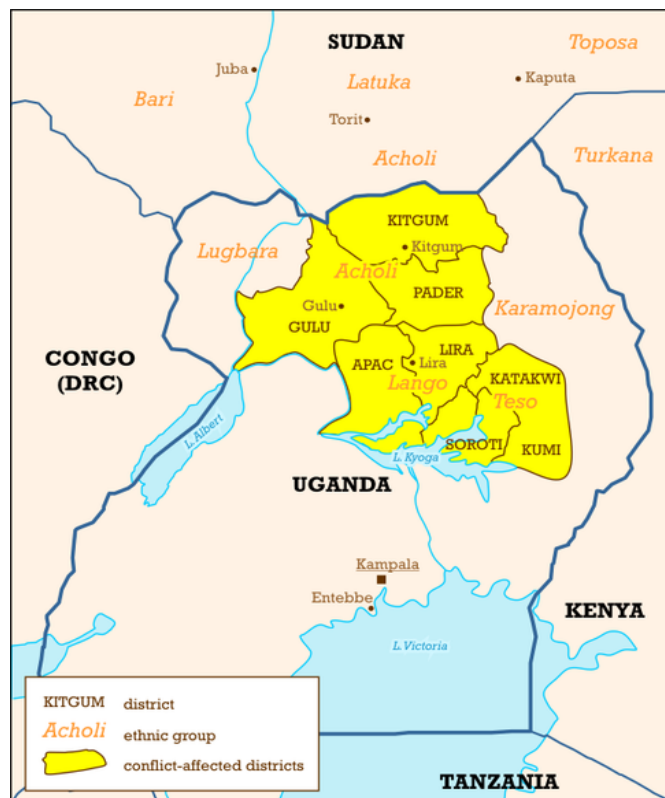 SUDAN
Toposa
Juba
Latuka
Kaputa
Bari
Torit
Acholi
Turkana
KITGUM
Lugbara
Kitgum
Acholi
PADER
Karamojong
Gulu
GULU
CONGO
(DRC)
APAC
LIRA
Lira
KATAKWI
Lango
Teso
L. Albert
SOROTI
KUMI
L. Kyoga
UGANDA
Kampala
Entebbe
KENYA
L. Victoria
KITGUM district
Acholi ethnic group
conflict-affected districts
TANZANIA